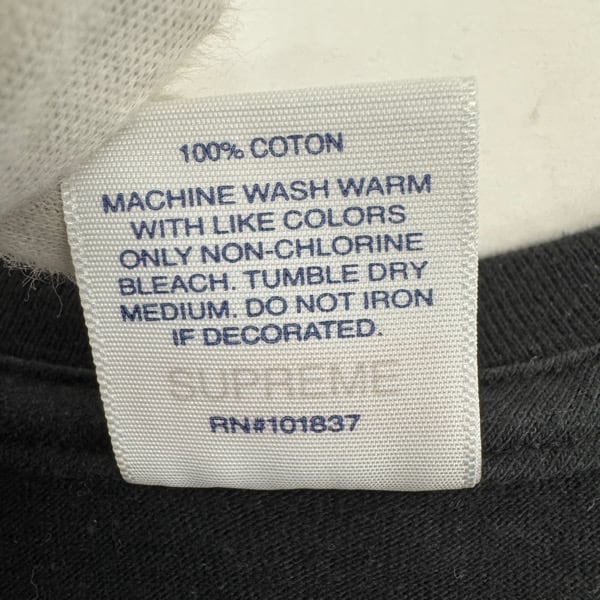 100% COTON
MACHINE WASH WARM
WITH LIKE COLORS
ONLY NON-CHLORINE
BLEACH. TUMBLE DRY
MEDIUM. DO NOT IRON
IF DECORATED.
SUPREME
RN#101837